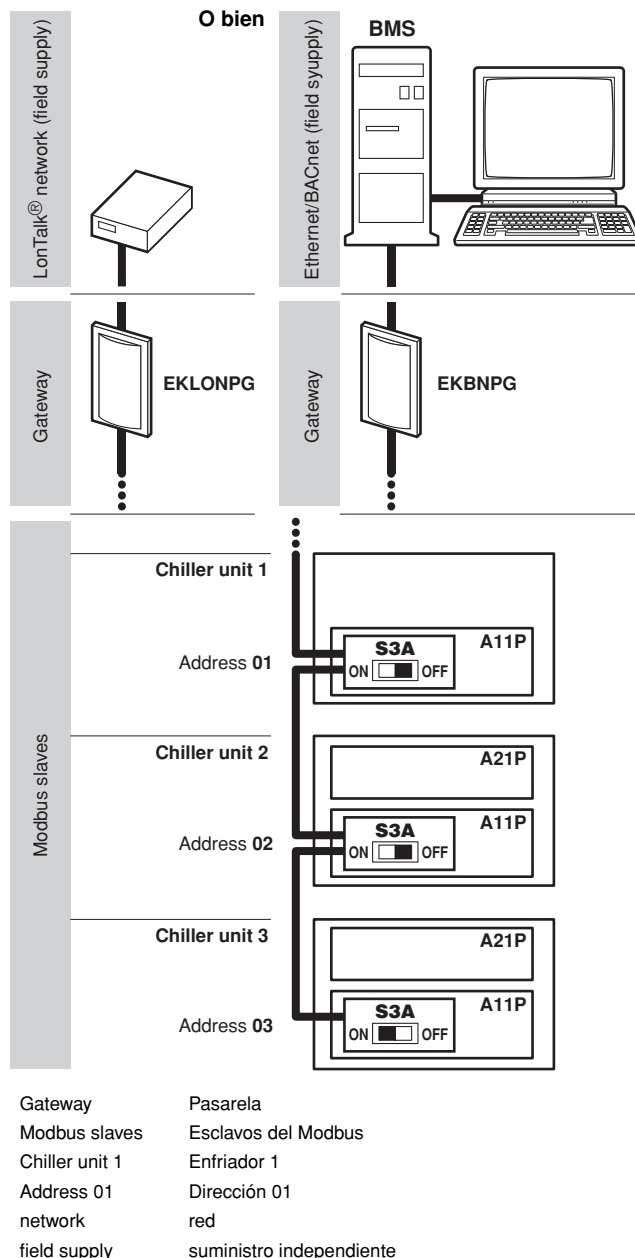 O bien
LonTalk® network (field supply)
Ethernet/BACnet (field syupply)
BMS
Gateway
EKLONPG
Gateway
EKBNPG
Modbus slaves
Chiller unit 1
Address 01
A11P
S3A
ON OFF
Chiller unit 2
Address 02
A21P
A11P
S3A
ON OFF
Chiller unit 3
Address 03
A21P
A11P
S3A
ON OFF
Gateway Pasarela
Modbus slaves Esclavos del Modbus
Chiller unit 1 Enfriador 1
Address 01 Dirección 01
network red
field supply suministro independiente